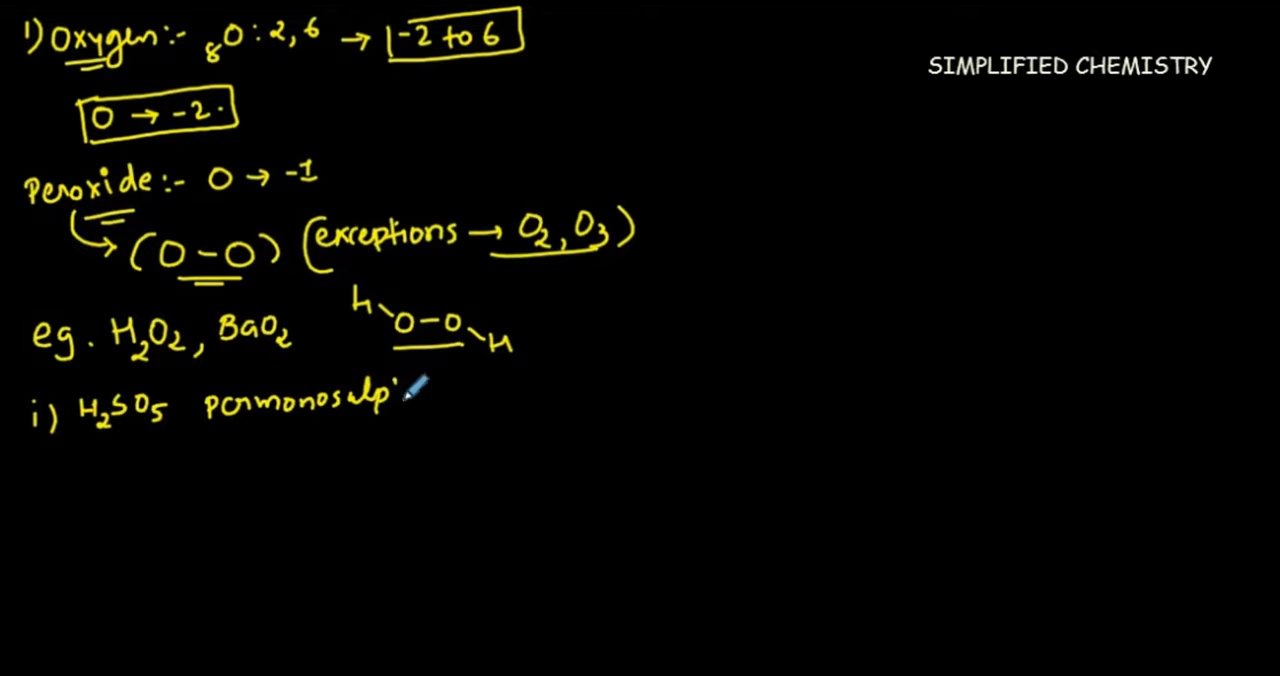 1) Oxygen:- ₈O : 2, 6 → -2 to 6
SIMPLIFIED CHEMISTRY
O → -2.
Peroxide:- O → -1
(O-O) (exceptions → O₂, O₃)
eg. H₂O₂, BaO₂
H O-O H
i) H₂SO₅ permonosulp